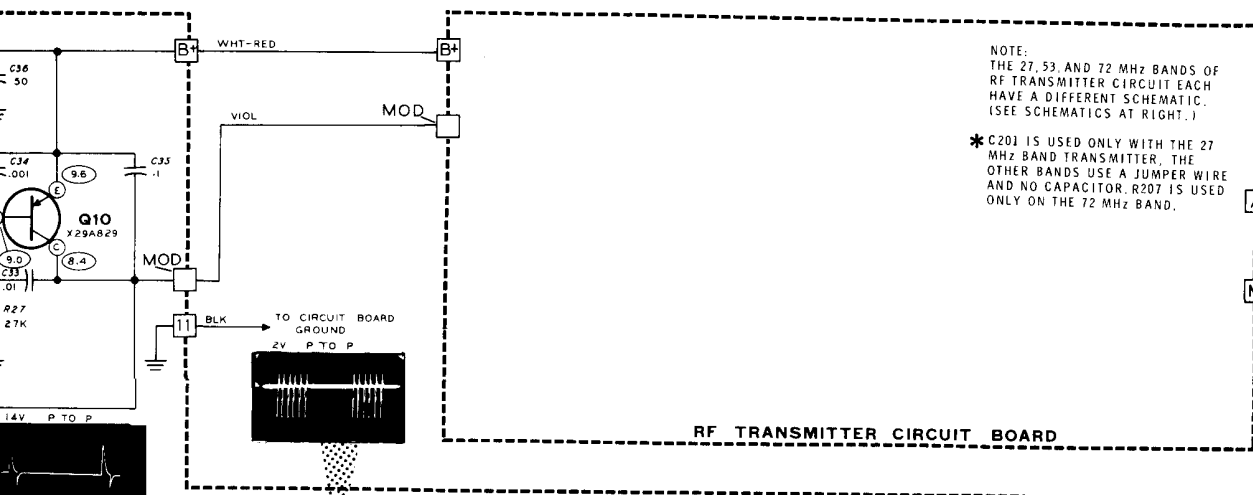 B+
WHT-RED
B+
C36
50
MOD
VIOL
NOTE:
THE 27, 53, AND 72 MHz BANDS OF
RF TRANSMITTER CIRCUIT EACH
HAVE A DIFFERENT SCHEMATIC.
(SEE SCHEMATICS AT RIGHT.)
* C201 IS USED ONLY WITH THE 27
MHz BAND TRANSMITTER, THE
OTHER BANDS USE A JUMPER WIRE
AND NO CAPACITOR. R207 IS USED
ONLY ON THE 72 MHz BAND.
C34
.001
9.6
C35
.1
E
Q10
X29A829
C
9.0
8.4
MOD
C33
.01
R27
27K
11
BLK
TO CIRCUIT BOARD
GROUND
2V P TO P
14V P TO P
RF TRANSMITTER CIRCUIT BOARD